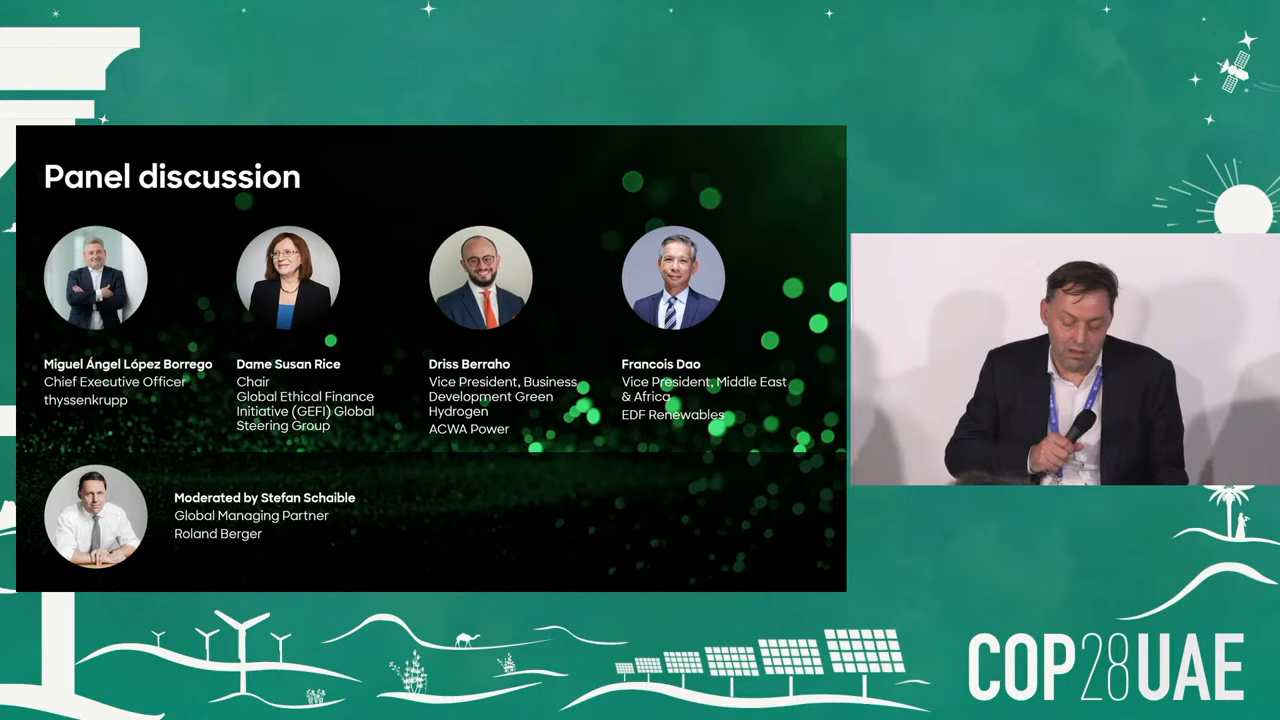 Panel discussion
Miguel Ángel López Borrego
Chief Executive Officer
thyssenkrupp
Dame Susan Rice
Chair
Global Ethical Finance
Initiative (GEFI) Global
Steering Group
Driss Berraho
Vice President, Business
Development Green
Hydrogen
ACWA Power
Francois Dao
Vice President, Middle East
& Africa
EDF Renewables
Moderated by Stefan Schaible
Global Managing Partner
Roland Berger
COP28UAE